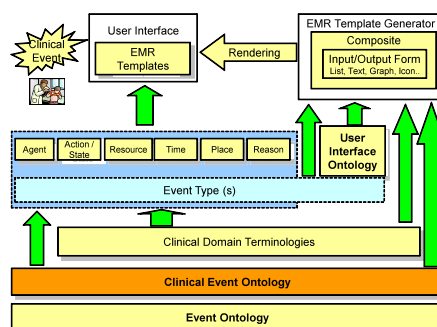 Clinical
Event
User Interface
EMR
Templates
Rendering
EMR Template Generator
Composite
Input/Output Form
List, Text, Graph, Icon..
Agent
Action /
State
Resource
Time
Place
Reason
User
Interface
Ontology
Event Type (s)
Clinical Domain Terminologies
Clinical Event Ontology
Event Ontology